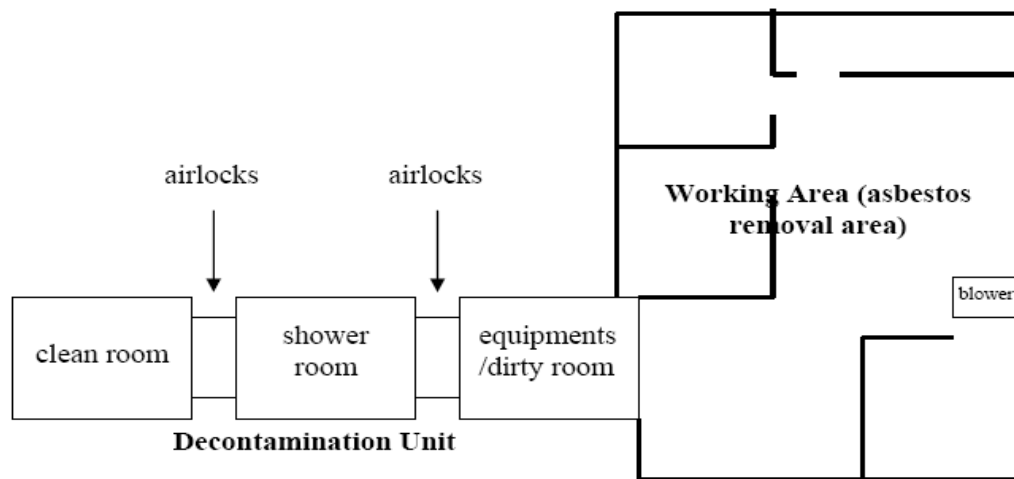 airlocks
airlocks
Working Area (asbestos
removal area)
blower
clean room
shower
room
equipments
/dirty room
Decontamination Unit